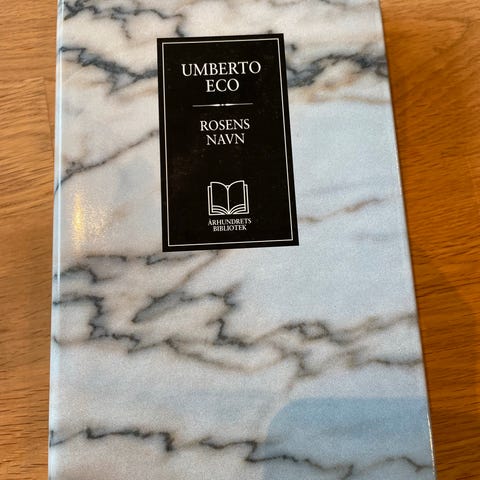 UMBERTO
ECO
ROSENS
NAVN
ÅRHUNDRETS
BIBLIOTEK